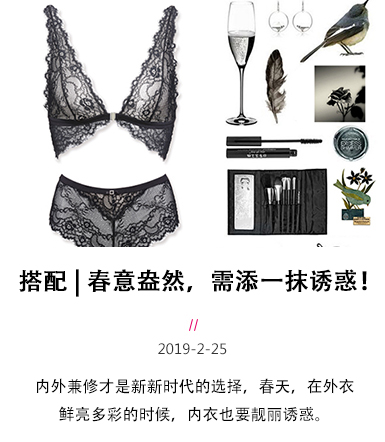 搭配 | 春意盎然，需添一抹诱惑！
//
2019-2-25
内外兼修才是新新时代的选择，春天，在外衣
鲜亮多彩的时候，内衣也要靓丽诱惑。